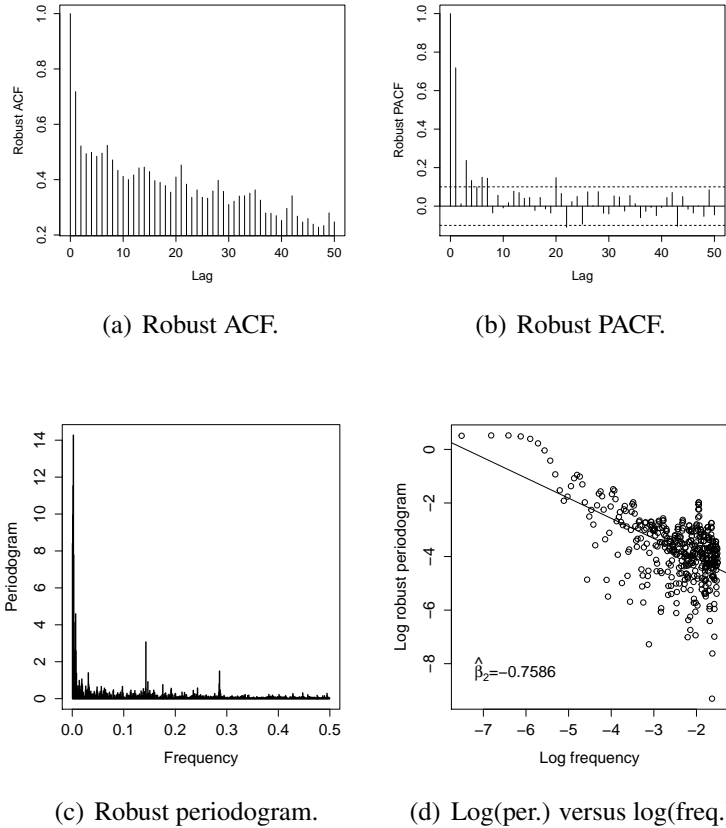 1.0
0.8
0.6
0.4
0.2
Robust ACF
0 10 20 30 40 50
Lag
(a) Robust ACF.
1.0
0.8
0.6
0.4
0.2
0.0
Robust PACF
0 10 20 30 40 50
Lag
(b) Robust PACF.
14
12
10
8
6
4
2
0
Periodogram
0.0 0.1 0.2 0.3 0.4 0.5
Frequency
(c) Robust periodogram.
0
−2
−4
−6
−8
Log robust periodogram
β̂₂=−0.7586
−7 −6 −5 −4 −3 −2
Log frequency
(d) Log(per.) versus log(freq.